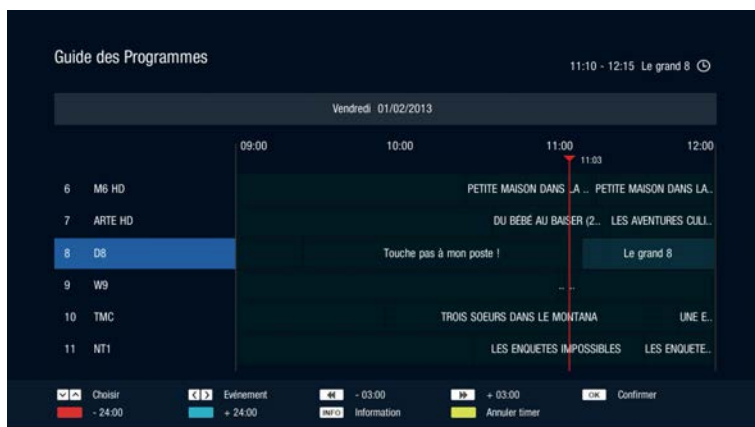 Guide des Programmes
11:10 - 12:15 Le grand 8
Vendredi 01/02/2013
09:00 10:00 11:00 12:00
11:03
6 M6 HD PETITE MAISON DANS LA .. PETITE MAISON DANS LA..
7 ARTE HD DU BÉBÉ AU BAISER (2.. LES AVENTURES CULI..
8 D8 Touche pas à mon poste ! Le grand 8
9 W9 .. ..
10 TMC TROIS SOEURS DANS LE MONTANA UNE E..
11 NT1 LES ENQUETES IMPOSSIBLES LES ENQUETE..
Choisir Evénement - 03:00 + 03:00 OK Confirmer
- 24:00 + 24:00 INFO Information Annuler timer